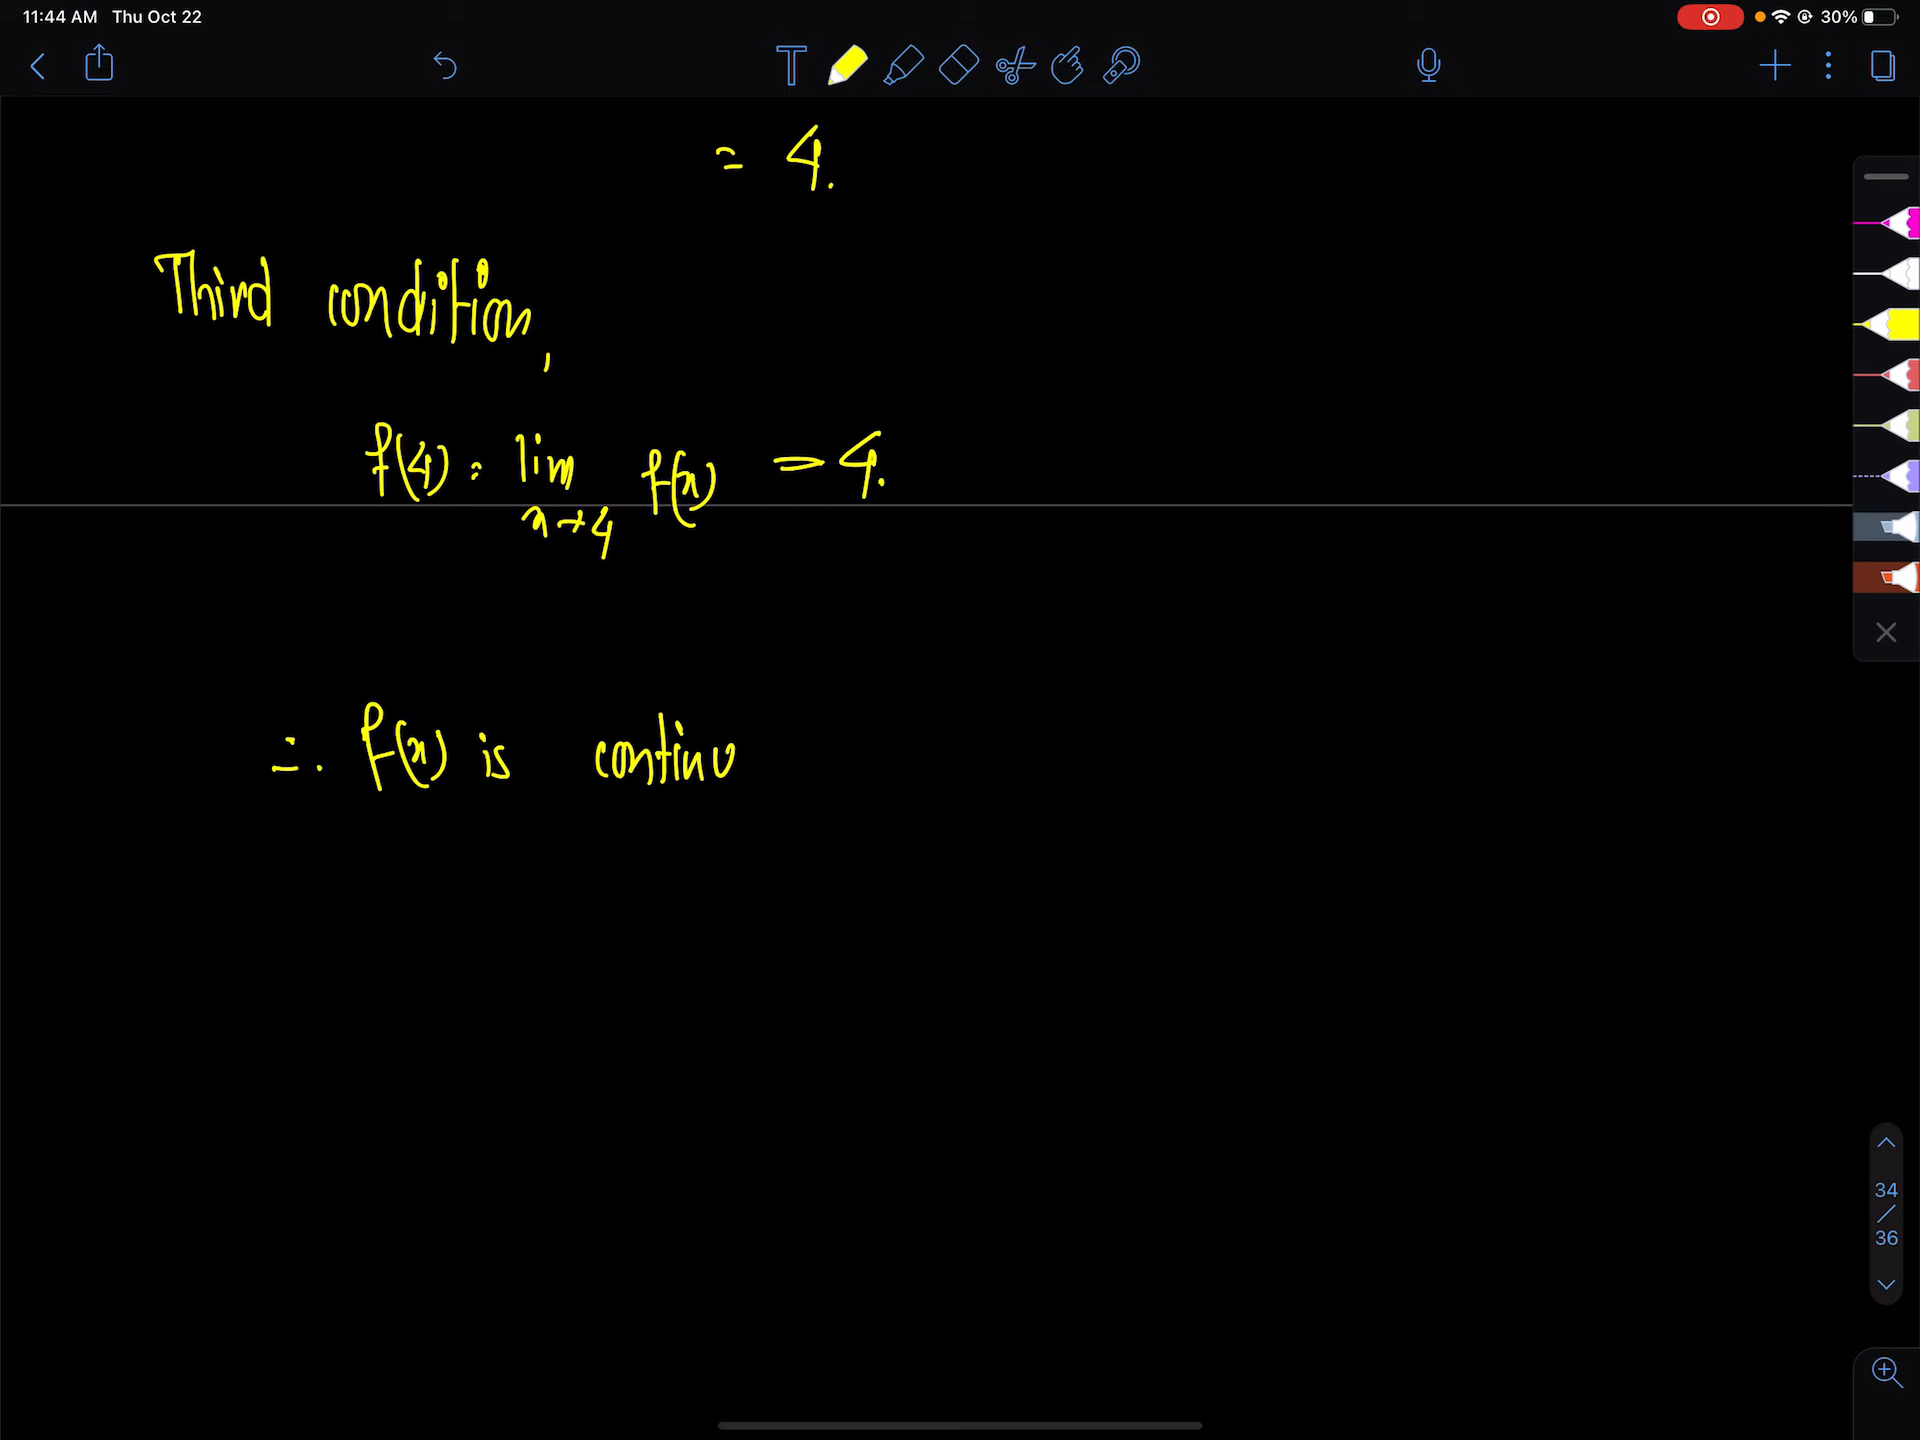 11:44 AM Thu Oct 22
30%
= 4.
Third condition,
f(4) = lim f(x) = 4.
x→4
=. f(x) is continu
34
/
36